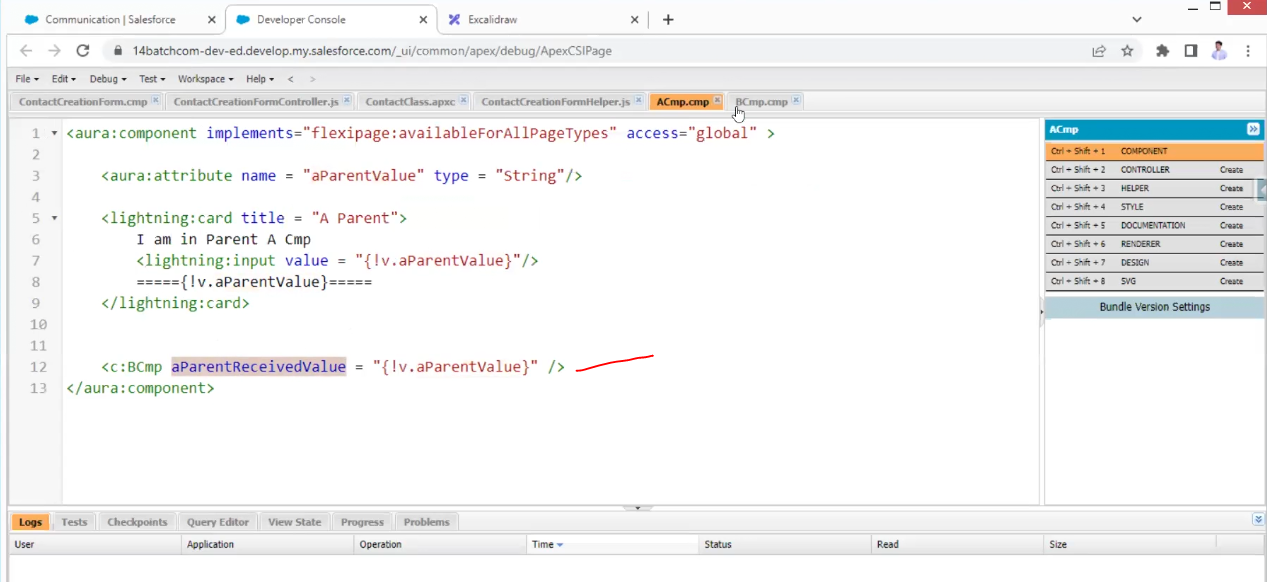 Communication | Salesforce
Developer Console
Excalidraw
14batchcom-dev-ed.develop.my.salesforce.com/_ui/common/apex/debug/ApexCSIPage
File Edit Debug Test Workspace Help < >
ContactCreationForm.cmp ContactCreationFormController.js ContactClass.apxc ContactCreationFormHelper.js ACmp.cmp BCmp.cmp
1 <aura:component implements="flexipage:availableForAllPageTypes" access="global" >
2
3 <aura:attribute name = "aParentValue" type = "String"/>
4
5 <lightning:card title = "A Parent">
6 I am in Parent A Cmp
7 <lightning:input value = "{!v.aParentValue}"/>
8 ====={!v.aParentValue}=====
9 </lightning:card>
10
11
12 <c:BCmp aParentReceivedValue = "{!v.aParentValue}" />
13 </aura:component>
ACmp
Ctrl + Shift + 1 COMPONENT
Ctrl + Shift + 2 CONTROLLER Create
Ctrl + Shift + 3 HELPER Create
Ctrl + Shift + 4 STYLE Create
Ctrl + Shift + 5 DOCUMENTATION Create
Ctrl + Shift + 6 RENDERER Create
Ctrl + Shift + 7 DESIGN Create
Ctrl + Shift + 8 SVG Create
Bundle Version Settings
Logs Tests Checkpoints Query Editor View State Progress Problems
User Application Operation Time Status Read Size